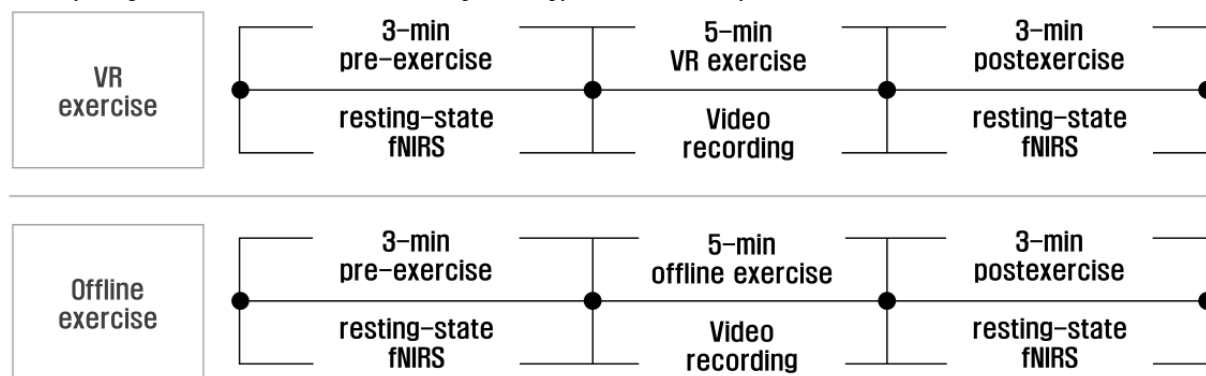 VR
exercise
3-min
pre-exercise
resting-state
fNIRS
5-min
VR exercise
Video
recording
3-min
postexercise
resting-state
fNIRS
Offline
exercise
3-min
pre-exercise
resting-state
fNIRS
5-min
offline exercise
Video
recording
3-min
postexercise
resting-state
fNIRS